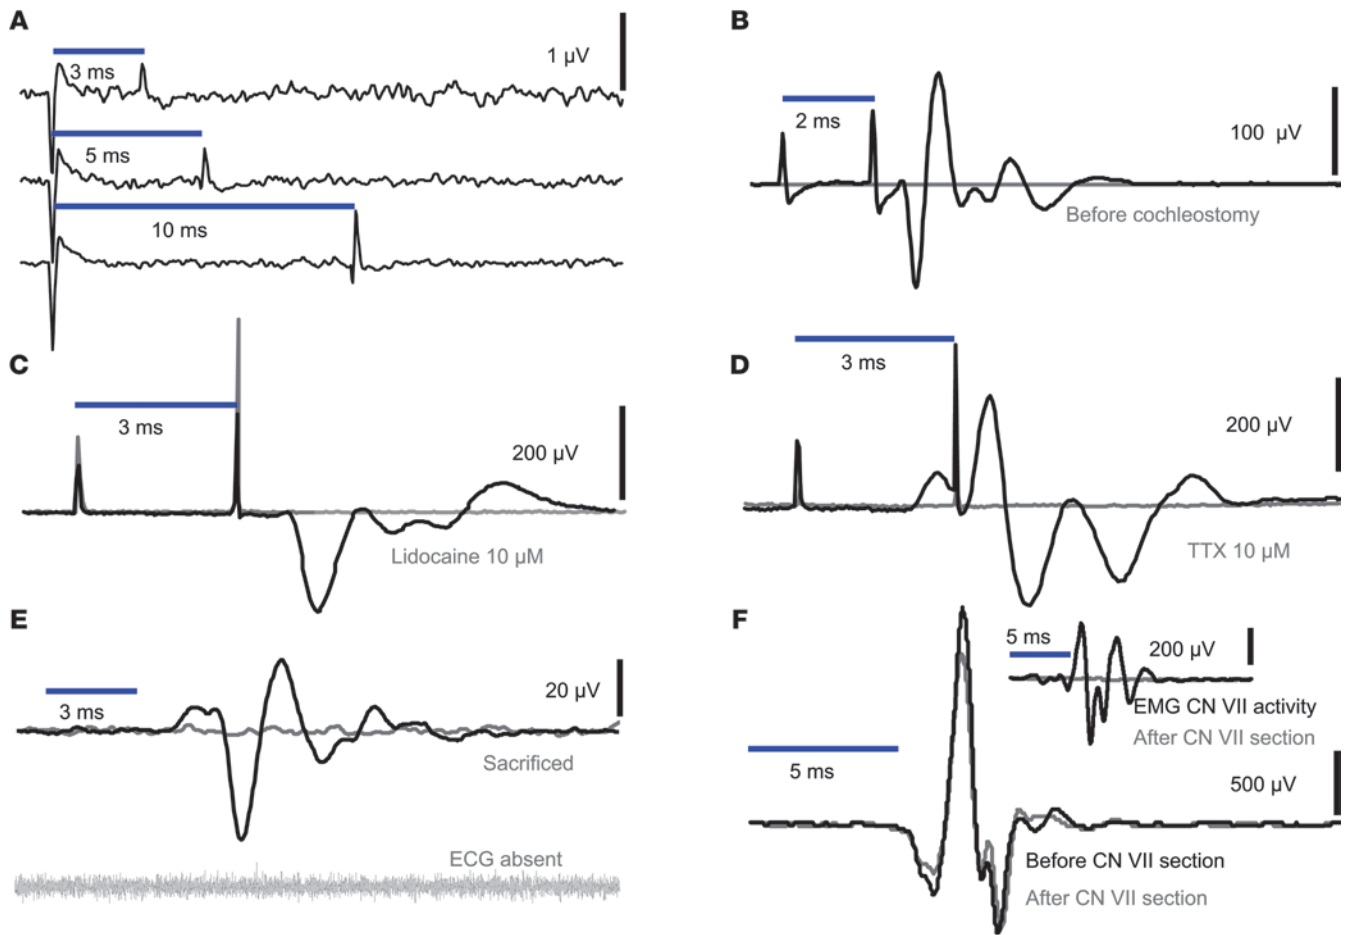 A
3 ms
1 µV
5 ms
10 ms
B
2 ms
100 µV
Before cochleostomy
C
3 ms
200 µV
Lidocaine 10 µM
D
3 ms
200 µV
TTX 10 µM
E
3 ms
20 µV
Sacrificed
ECG absent
F
5 ms
200 µV
EMG CN VII activity
After CN VII section
5 ms
500 µV
Before CN VII section
After CN VII section